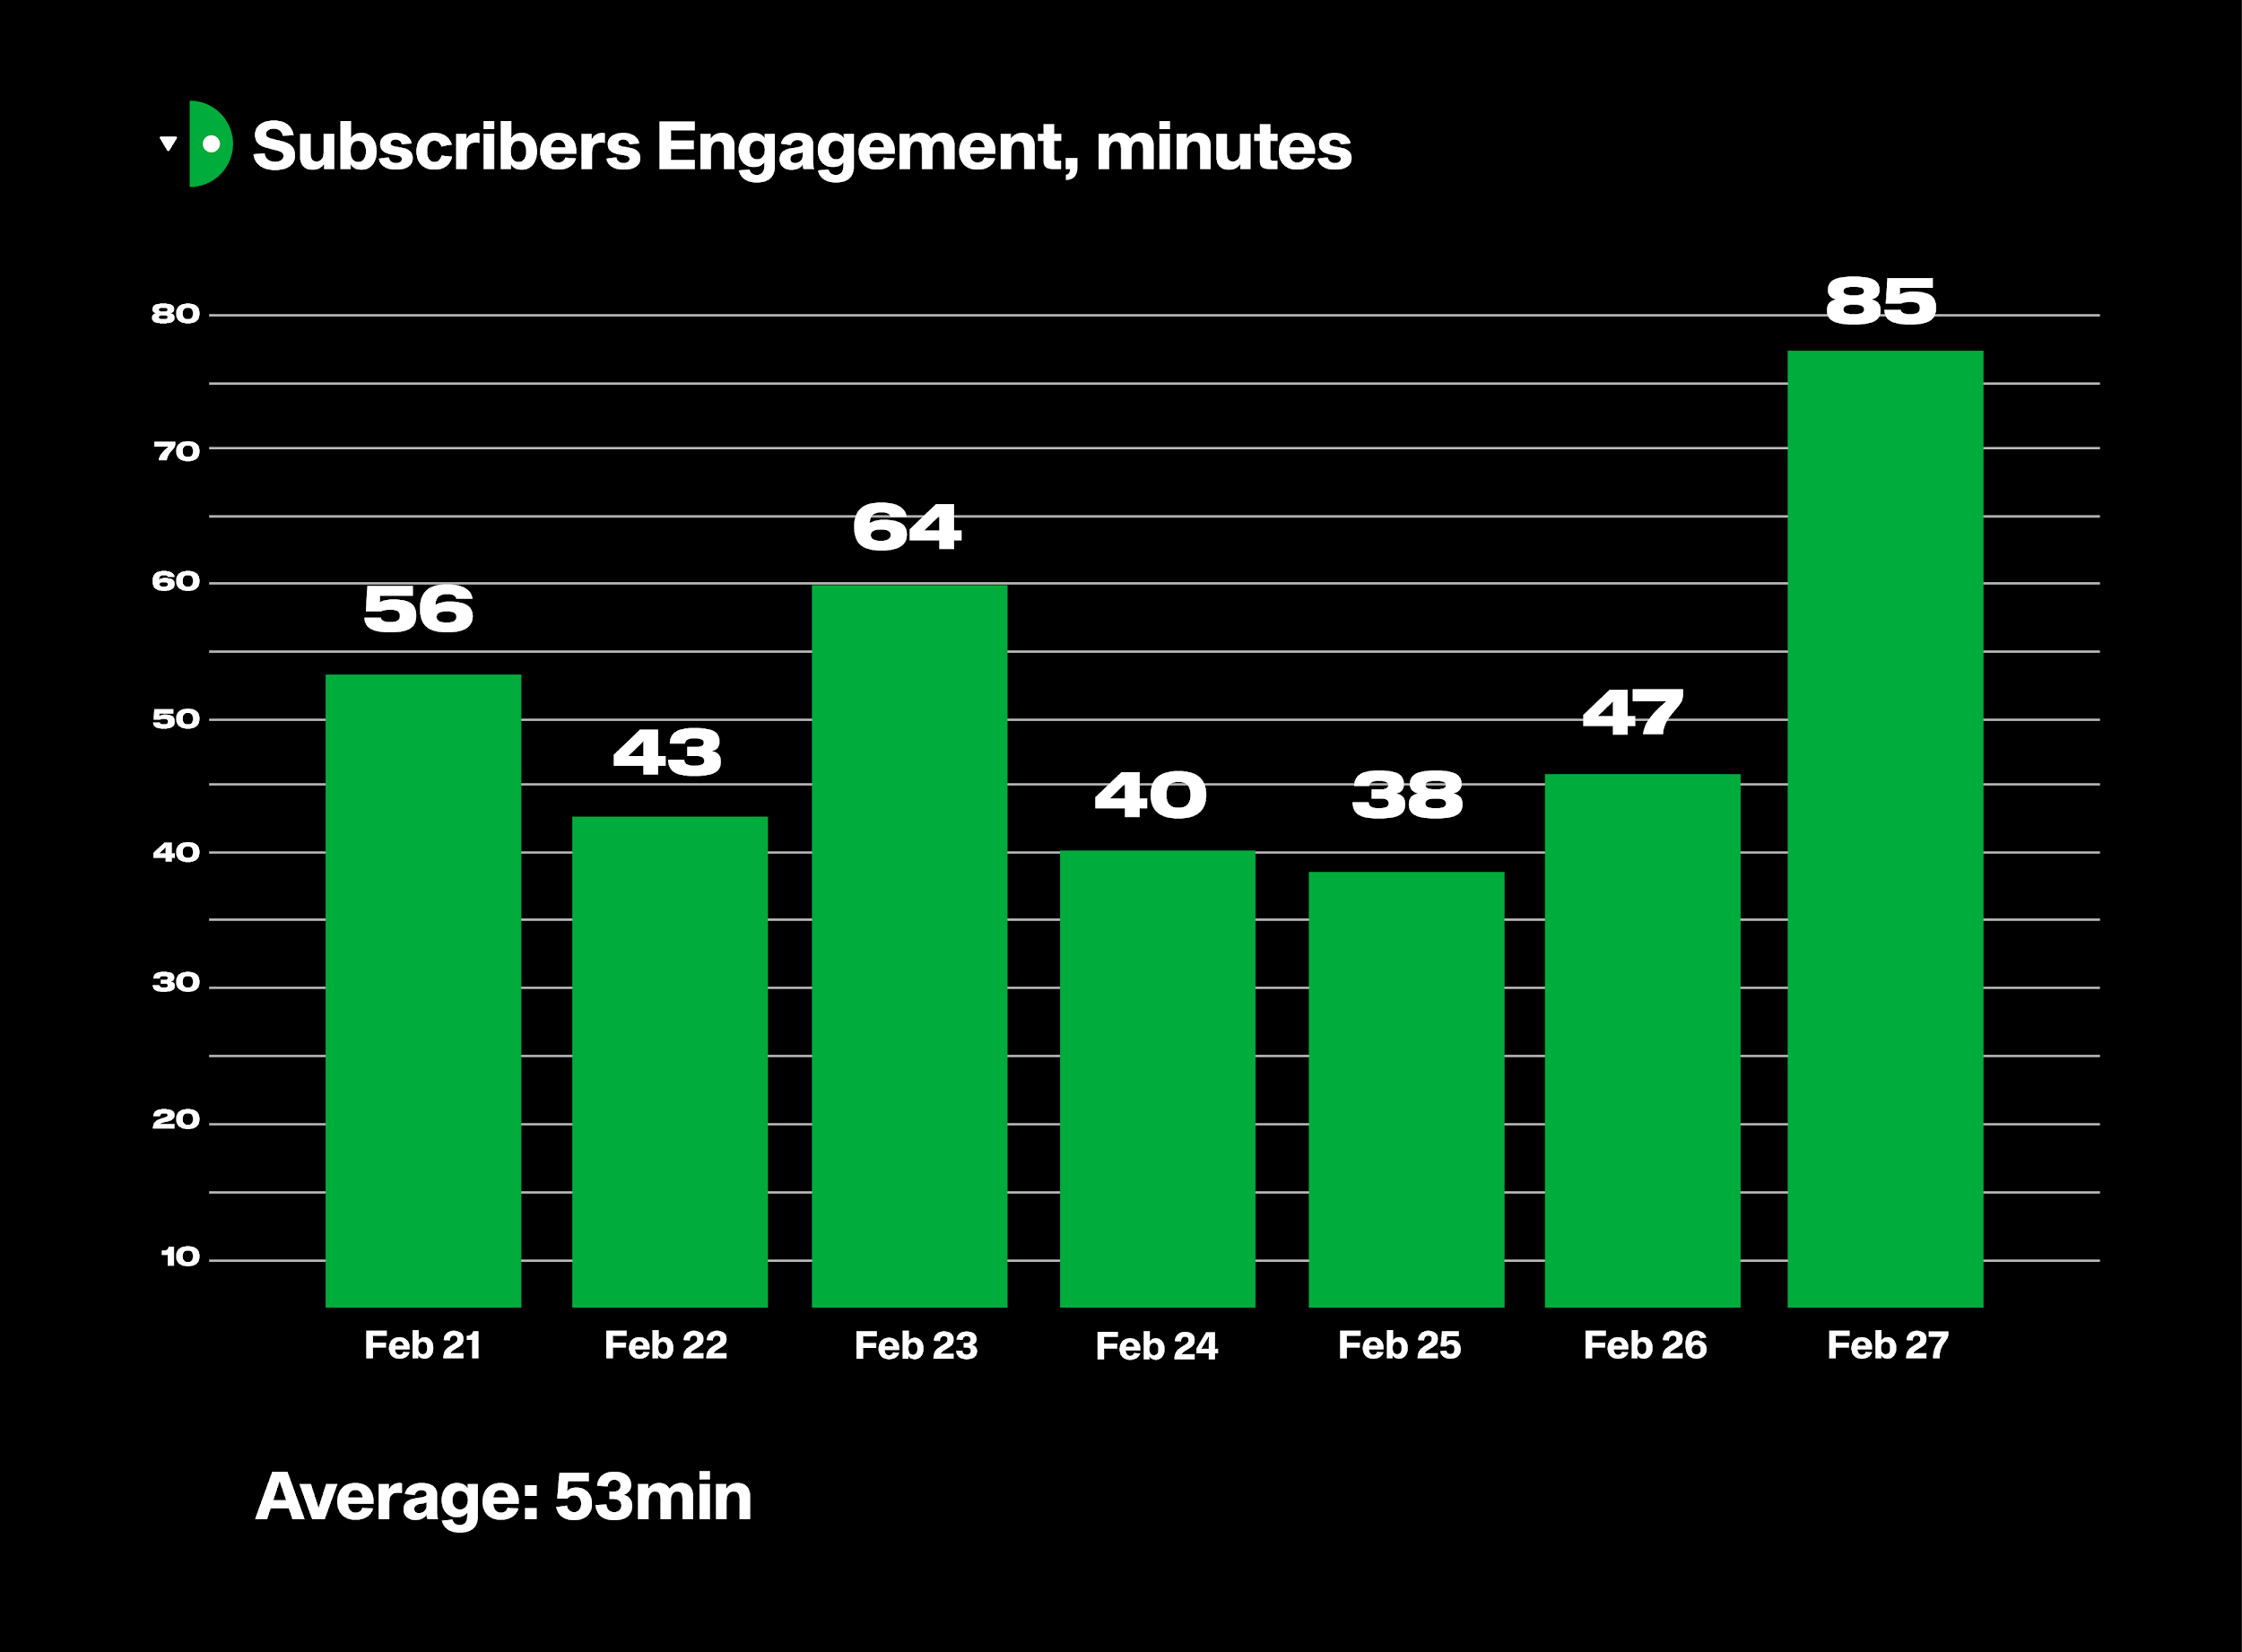 Subscribers Engagement, minutes
80
70
60
50
40
30
20
10
56
43
64
40
38
47
85
Feb 21
Feb 22
Feb 23
Feb 24
Feb 25
Feb 26
Feb 27
Average: 53min